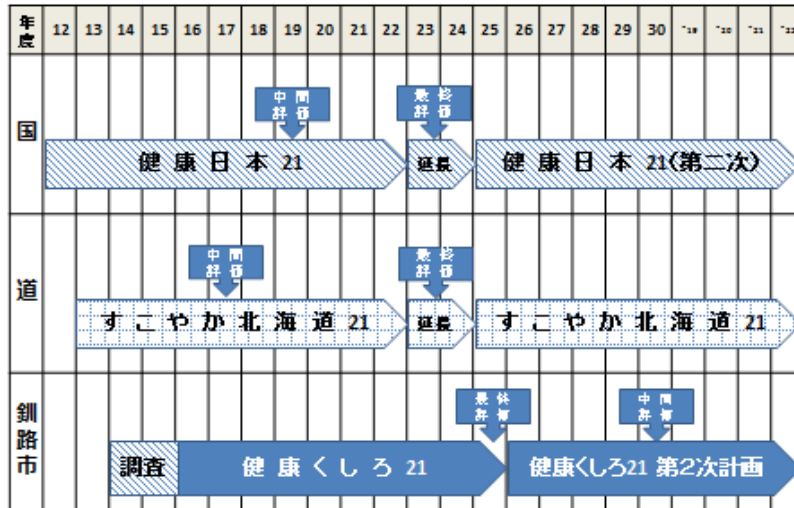 年度 12 13 14 15 16 17 18 19 20 21 22 23 24 25 26 27 28 29 30 -19 -20 -21 -22
国
中間評価
最終評価
健康日本21
延長
健康日本21(第二次)
道
中間評価
最終評価
すこやか北海道21
延長
すこやか北海道21
釧路市
最終評価
中間評価
調査
健康くしろ21
健康くしろ21 第2次計画